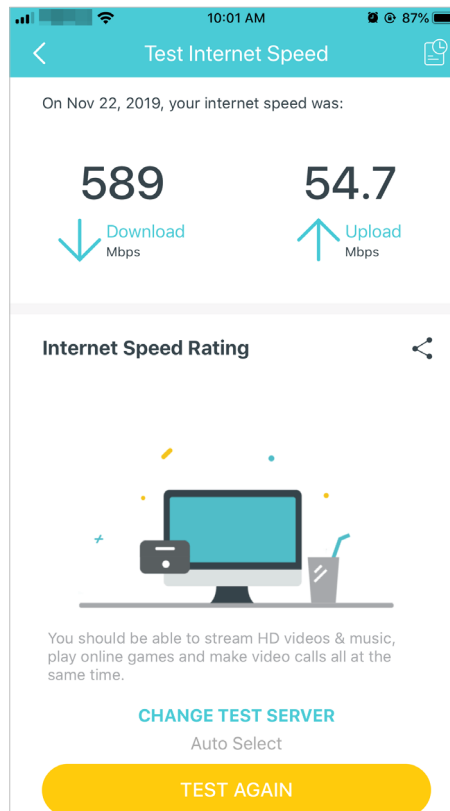 10:01 AM 87%
Test Internet Speed
On Nov 22, 2019, your internet speed was:
589 54.7
Download Upload
Mbps Mbps
Internet Speed Rating
You should be able to stream HD videos & music,
play online games and make video calls all at the
same time.
CHANGE TEST SERVER
Auto Select
TEST AGAIN